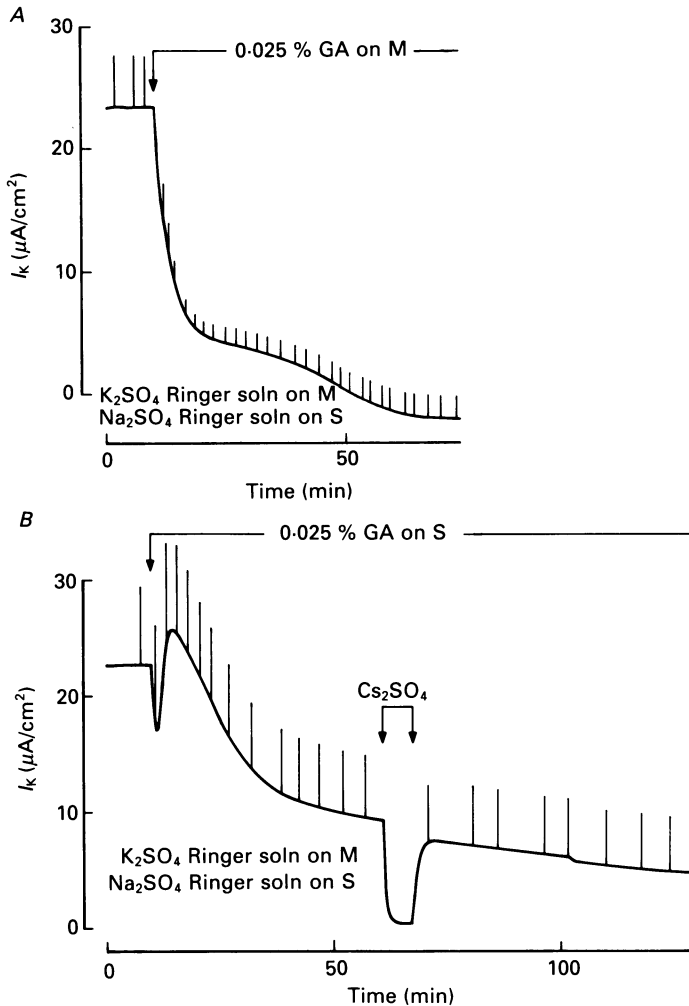 A
30
0·025 % GA on M
20
I_K (μA/cm²)
10
0
K₂SO₄ Ringer soln on M
Na₂SO₄ Ringer soln on S
0
50
Time (min)
B
0·025 % GA on S
30
Cs₂SO₄
20
I_K (μA/cm²)
10
K₂SO₄ Ringer soln on M
Na₂SO₄ Ringer soln on S
0
0
50
100
Time (min)